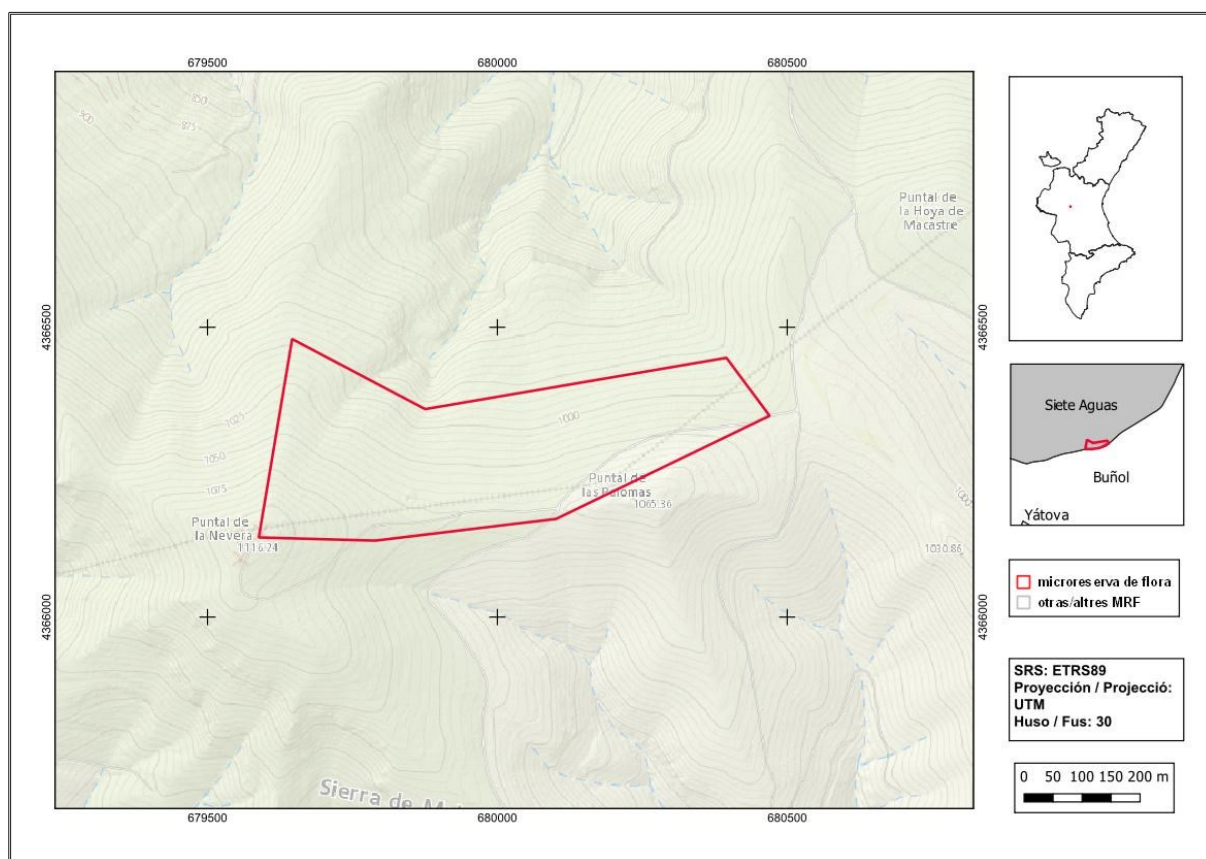 679500
680000
680500
4366500
4366000
4366500
4366000
900
850
875
Puntal de
la Hoya de
Macastre
1025
1000
1050
1075
Puntal de
las Palomas
1065.36
Puntal de
la Nevera
1116.24
1000
1030.86
Sierra de
679500
680000
680500
Siete Aguas
Buñol
Yátova
microreserva de flora
otras/altres MRF
SRS: ETRS89
Proyección / Projecció:
UTM
Huso / Fus: 30
0 50 100 150 200 m